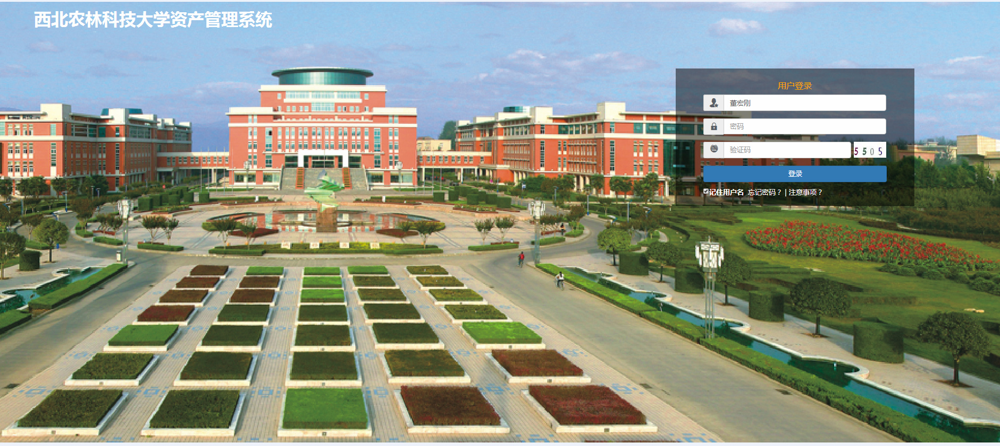 西北农林科技大学资产管理系统
用户登录
董宏刚
密码
验证码 5505
登录
记住用户名 忘记密码？ | 注意事项？